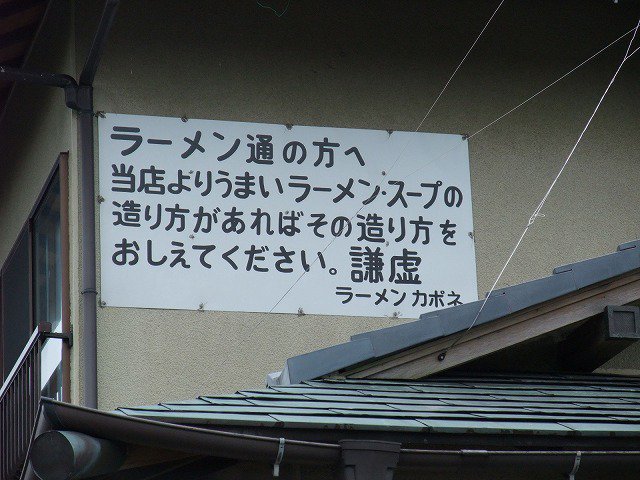 ラーメン通の方へ
当店よりうまいラーメン・スープの
造り方があればその造り方を
おしえてください。謙虚
ラーメン カポネ